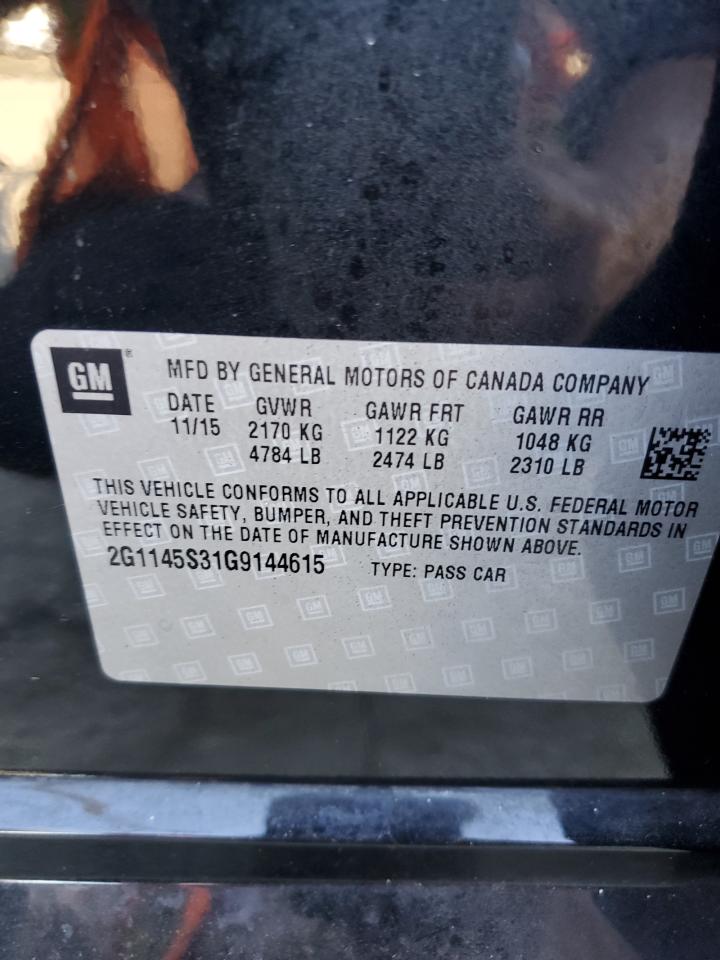 GM
MFD BY GENERAL MOTORS OF CANADA COMPANY
DATE GVWR GAWR FRT GAWR RR
11/15 2170 KG 1122 KG 1048 KG
4784 LB 2474 LB 2310 LB
THIS VEHICLE CONFORMS TO ALL APPLICABLE U.S. FEDERAL MOTOR
VEHICLE SAFETY, BUMPER, AND THEFT PREVENTION STANDARDS IN
EFFECT ON THE DATE OF MANUFACTURE SHOWN ABOVE.
2G1145S31G9144615 TYPE: PASS CAR